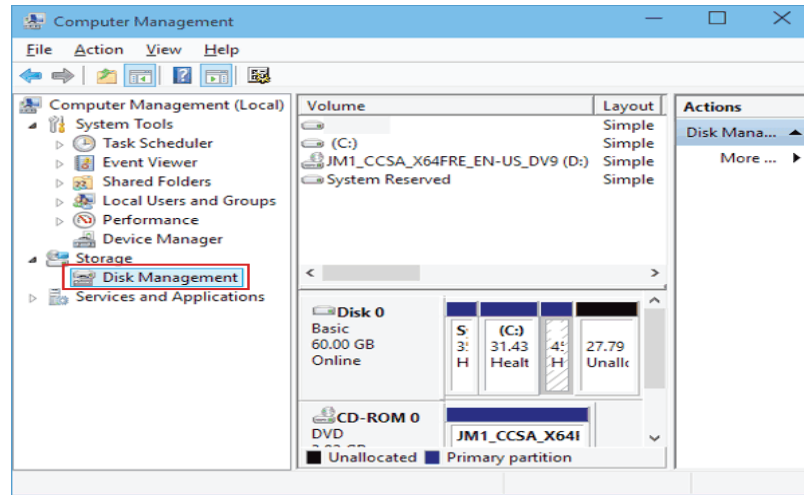 Computer Management
File Action View Help
Computer Management (Local)
System Tools
Task Scheduler
Event Viewer
Shared Folders
Local Users and Groups
Performance
Device Manager
Storage
Disk Management
Services and Applications
Volume Layout
Simple
(C:) Simple
JM1_CCSA_X64FRE_EN-US_DV9 (D:) Simple
System Reserved Simple
Disk 0
Basic
60.00 GB
Online
S
H
(C:)
31.43
Healt
H
27.79
Unallo
CD-ROM 0
DVD
JM1_CCSA_X64
Unallocated Primary partition
Actions
Disk Mana...
More ...